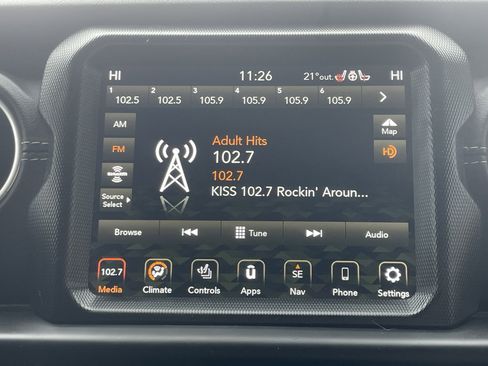 HI 11:26 21°out. HI
1 2 3 4 5 6
102.5 102.5 105.9 105.9 105.9 105.9
AM
FM
Source
Select
Adult Hits
102.7
102.7
KISS 102.7 Rockin' Aroun...
Map
HD
Browse Tune Audio
102.7 SE
Media Climate Controls Apps Nav Phone Settings